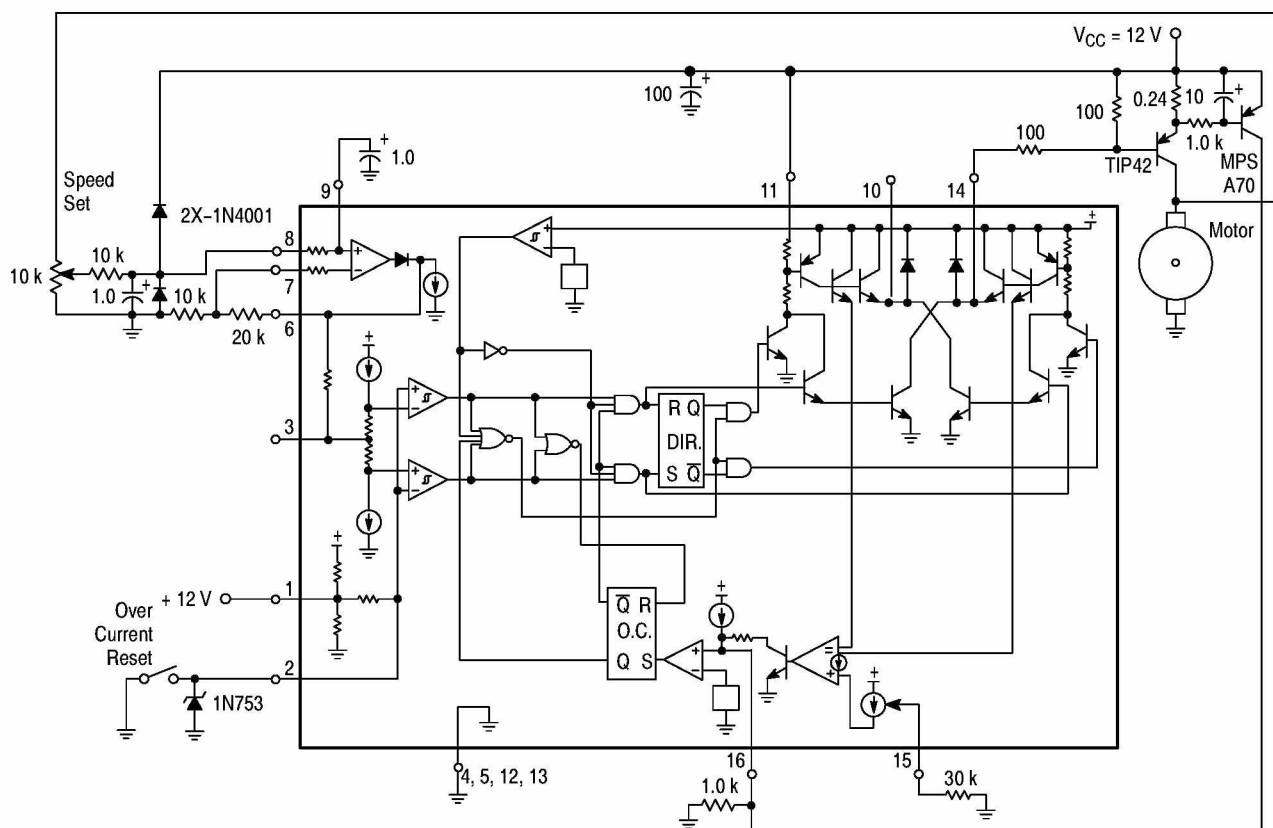 V_CC = 12 V
100
+
100
0.24
10
+
1.0 k
TIP42
MPS
A70
100
+
1.0
9
11
10
14
Speed
Set
2X–1N4001
8
10 k
10 k
1.0
+
10 k
7
20 k
6
Motor
+
–
+
+
+
+
–
3
R Q
DIR.
S Q̅
+
–
+
1
+ 12 V
Over
Current
Reset
2
1N753
Q̅ R
O.C.
Q S
+
+
–
=
+
+
4, 5, 12, 13
16
15
1.0 k
30 k